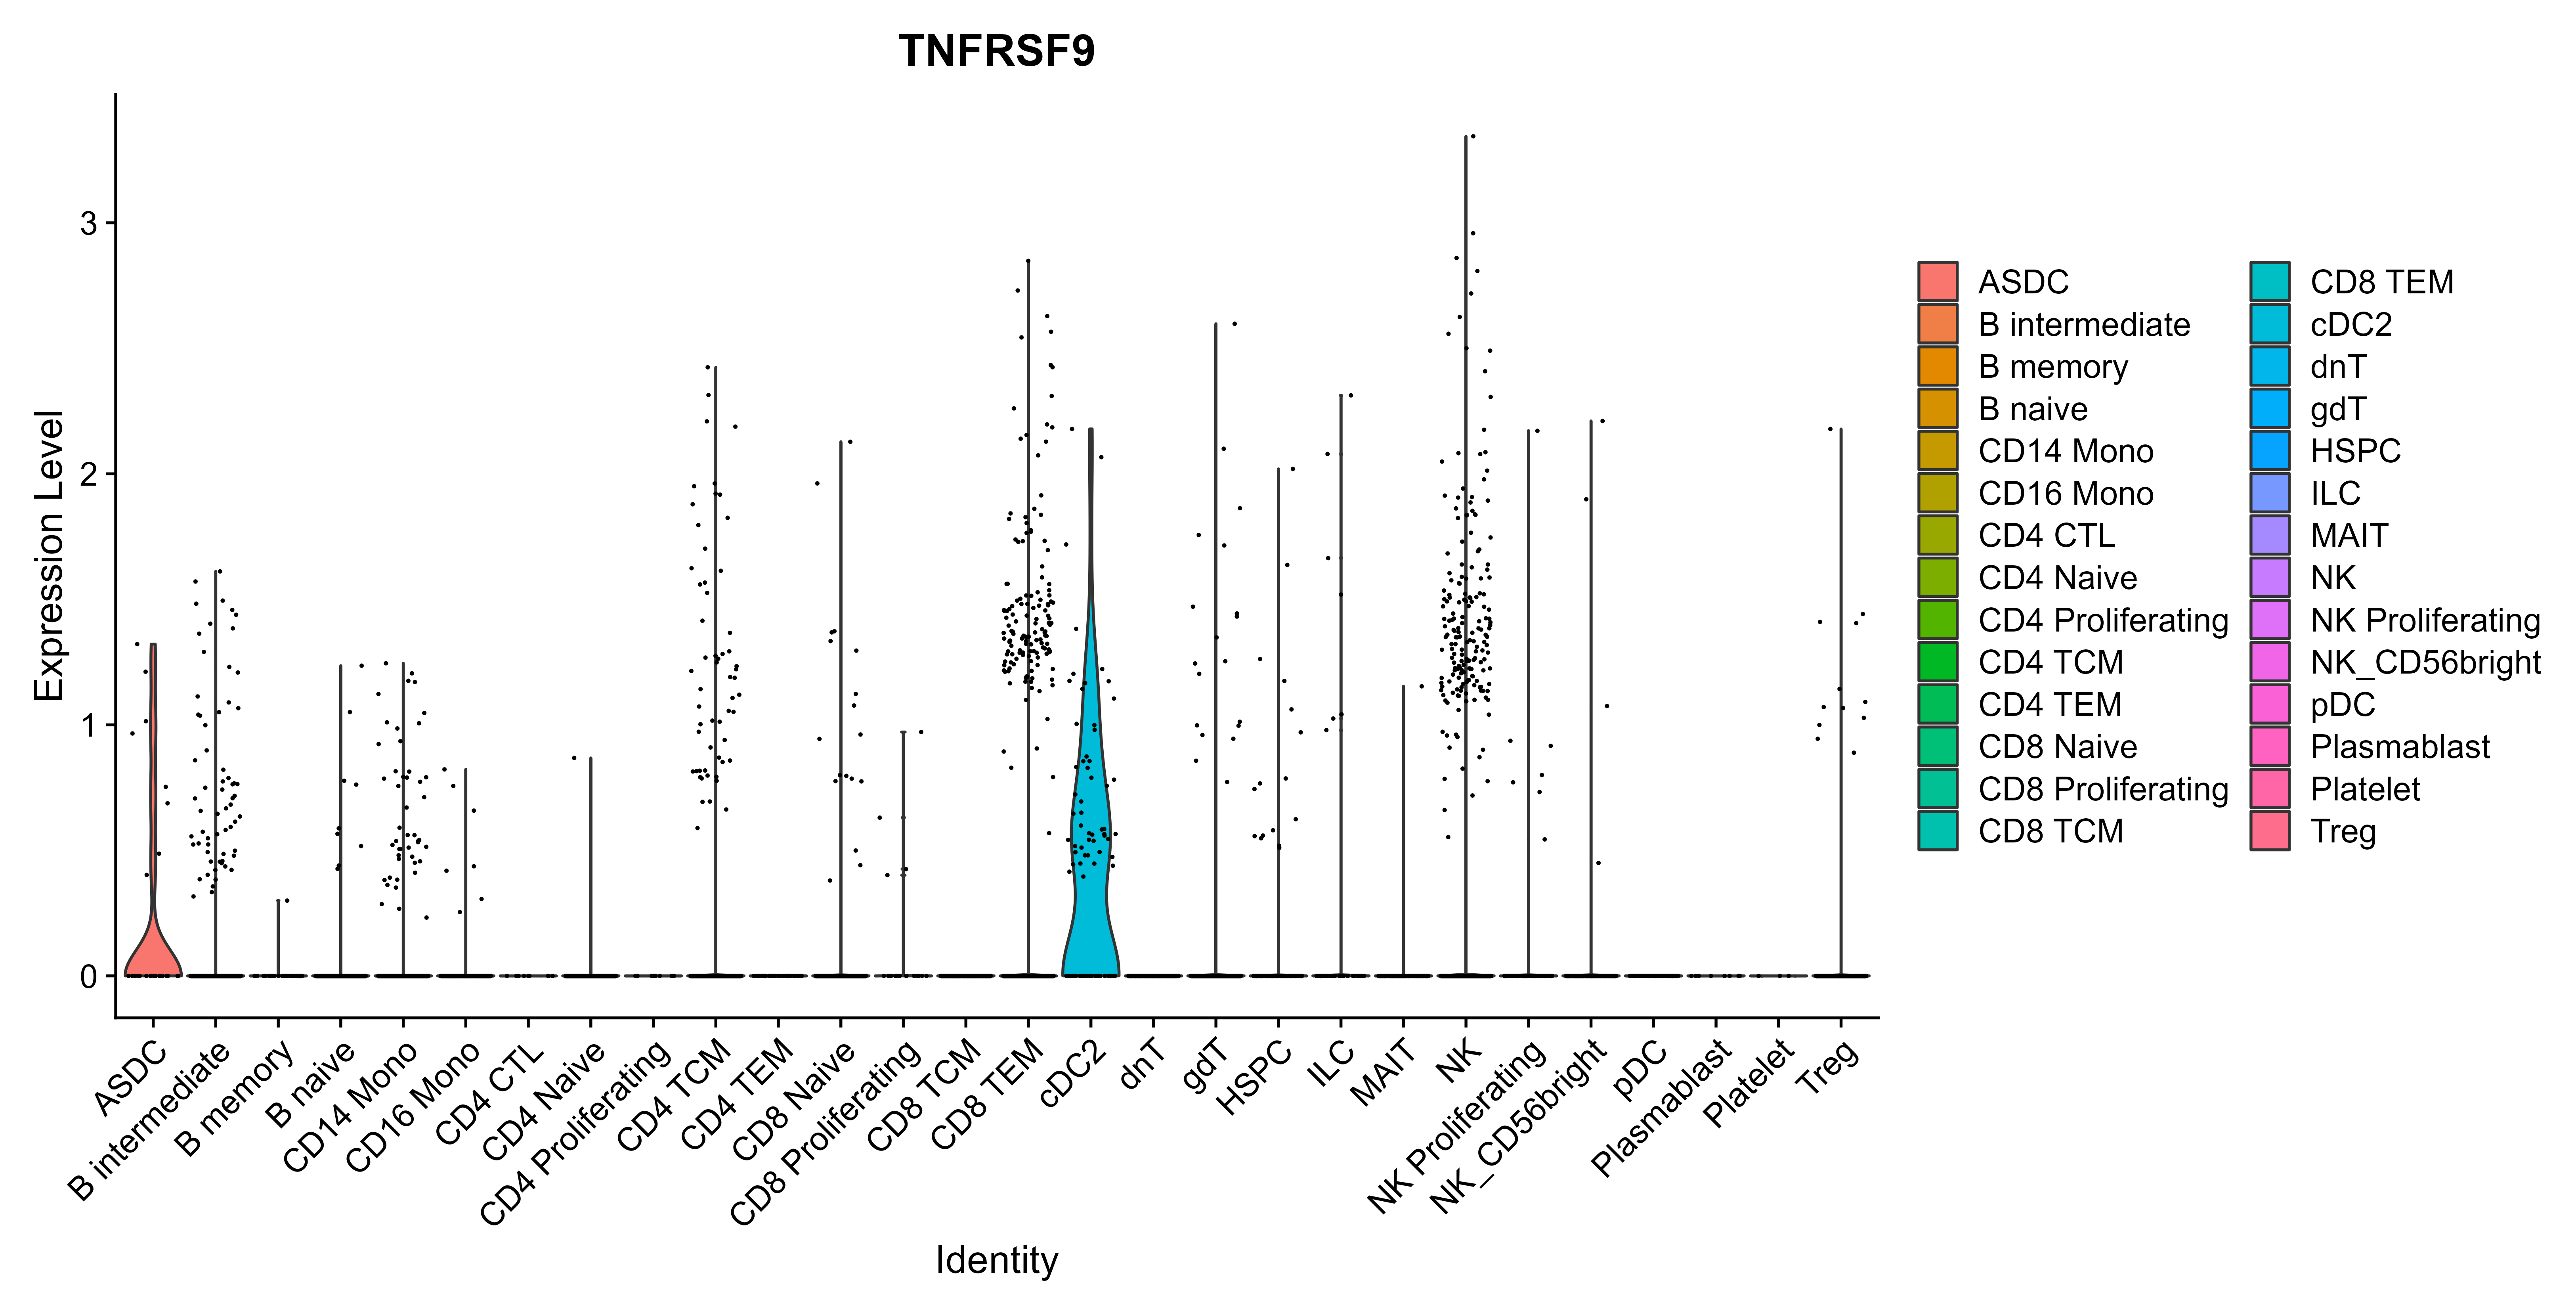 TNFRSF9
Expression Level
3
2
1
0
ASDC
B intermediate
B memory
B naive
CD14 Mono
CD16 Mono
CD4 CTL
CD4 Naive
CD4 Proliferating
CD4 TCM
CD4 TEM
CD8 Naive
CD8 Proliferating
CD8 TCM
CD8 TEM
cDC2
dnT
gdT
HSPC
ILC
MAIT
NK
NK Proliferating
NK_CD56bright
pDC
Plasmablast
Platelet
Treg
Identity
ASDC
B intermediate
B memory
B naive
CD14 Mono
CD16 Mono
CD4 CTL
CD4 Naive
CD4 Proliferating
CD4 TCM
CD4 TEM
CD8 Naive
CD8 Proliferating
CD8 TCM
CD8 TEM
cDC2
dnT
gdT
HSPC
ILC
MAIT
NK
NK Proliferating
NK_CD56bright
pDC
Plasmablast
Platelet
Treg